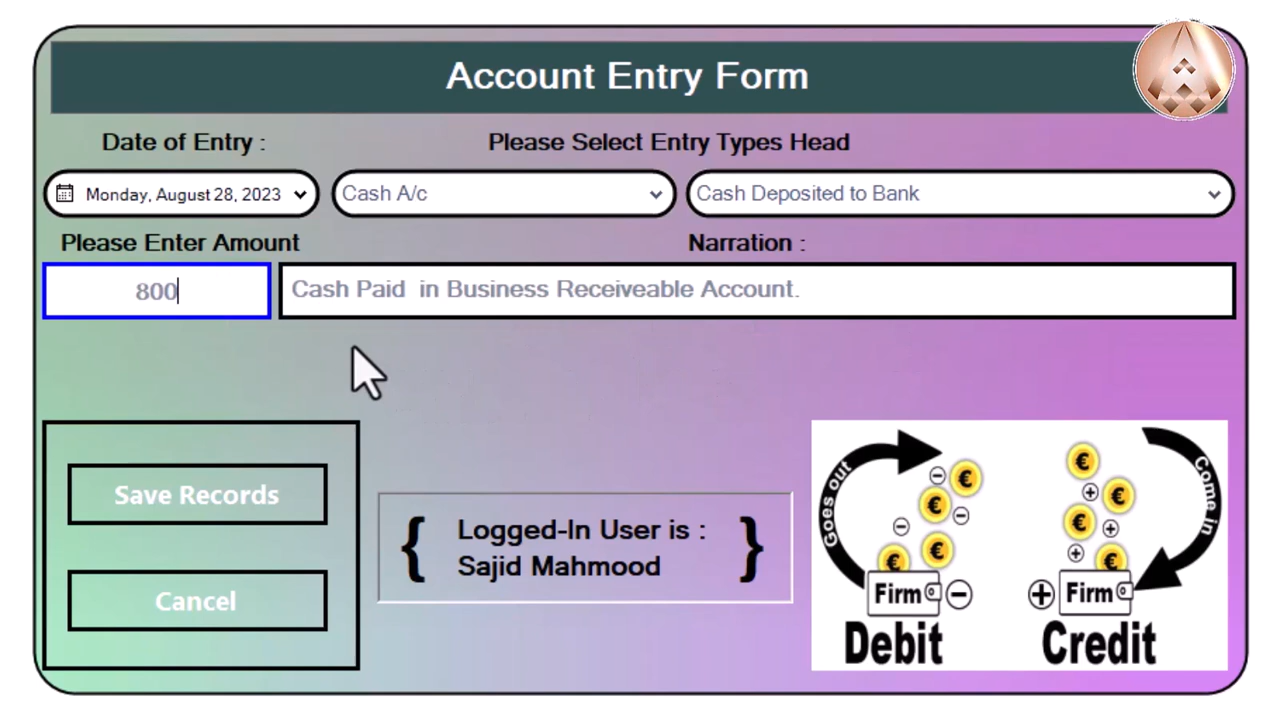 Account Entry Form
Date of Entry :
Please Select Entry Types Head
Monday, August 28, 2023
Cash A/c
Cash Deposited to Bank
Please Enter Amount
Narration :
800
Cash Paid  in Business Receiveable Account.
Save Records
Cancel
{ Logged-In User is : }
Sajid Mahmood
Goes out
Come in
Firm
Firm
Debit
Credit